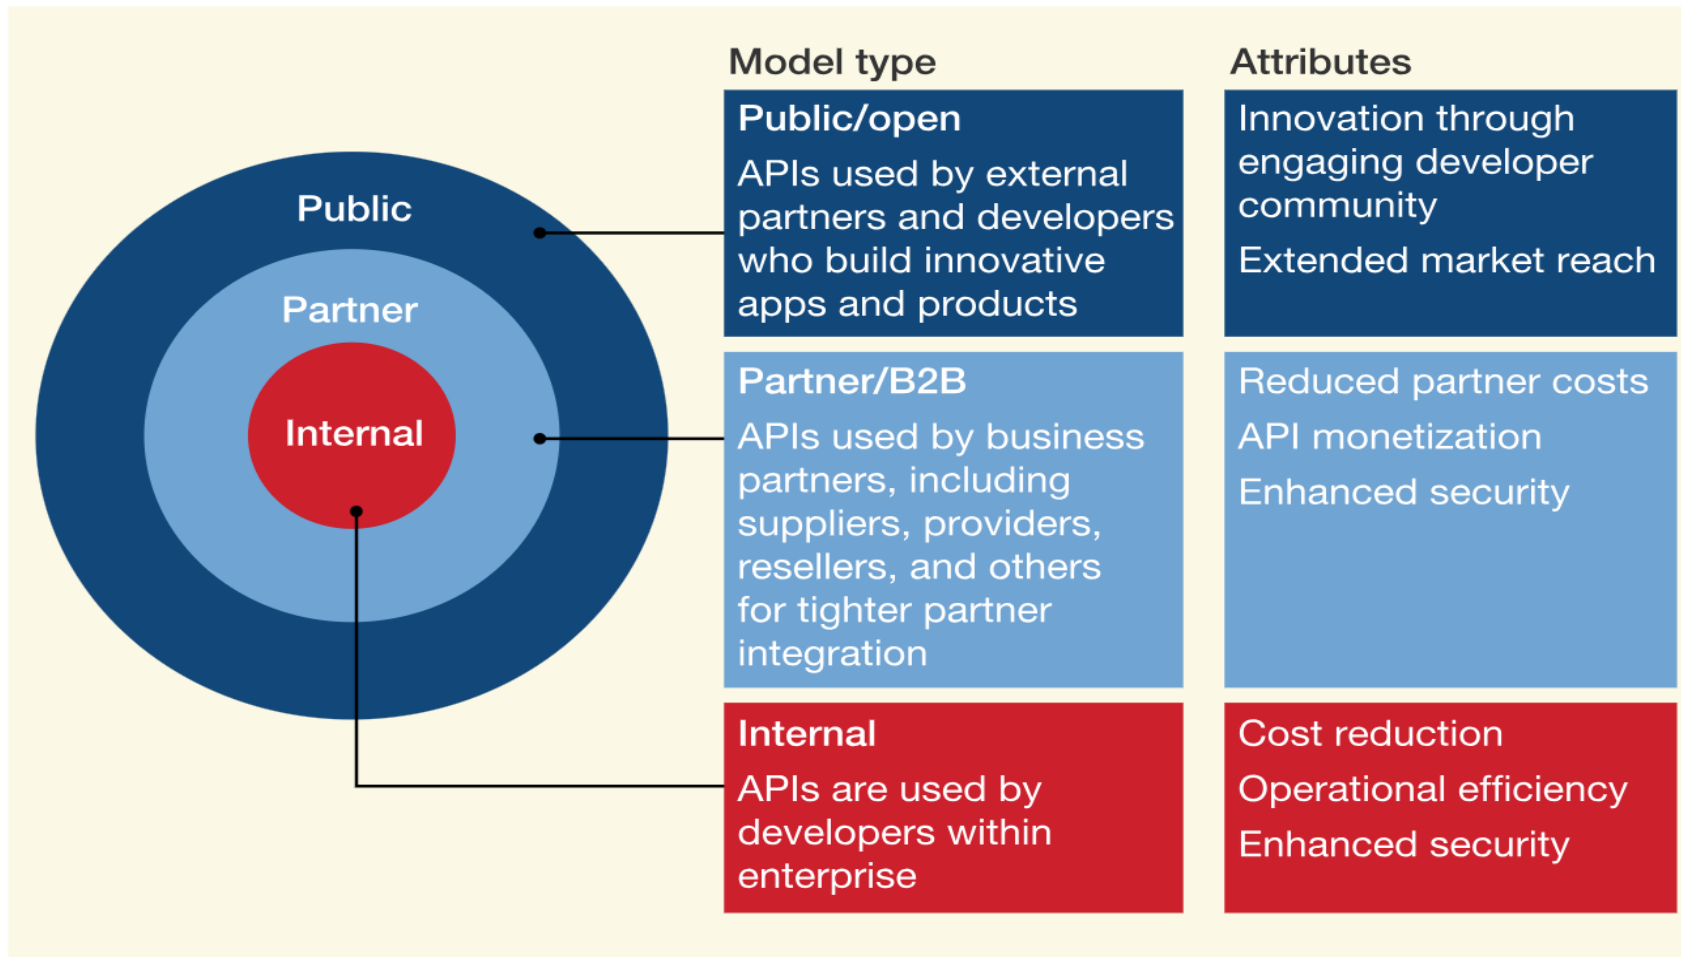 Public
Partner
Internal
Model type
Public/open
APIs used by external
partners and developers
who build innovative
apps and products
Partner/B2B
APIs used by business
partners, including
suppliers, providers,
resellers, and others
for tighter partner
integration
Internal
APIs are used by
developers within
enterprise
Attributes
Innovation through
engaging developer
community
Extended market reach
Reduced partner costs
API monetization
Enhanced security
Cost reduction
Operational efficiency
Enhanced security